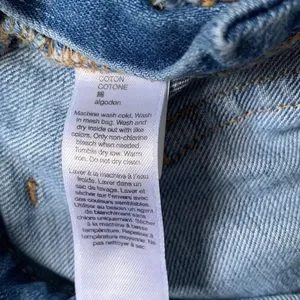 COTON
COTONE
棉
algodon
Machine wash cold. Wash
in mesh bag. Wash and
dry inside out with like
colors. Only non-chlorine
bleach when needed
Tumble dry low. Warm
iron. Do not dry clean.
Laver à la machine à l'eau
froide. Laver dans un
sac de lavage. Laver et
sécher sur l'envers avec
des couleurs semblables.
Utiliser au besoin un agent
de blanchiment sans
chlore uniquement.
Sécher à la machine à basse
température. Repasser à
température moyenne. Ne
pas nettoyer à sec.